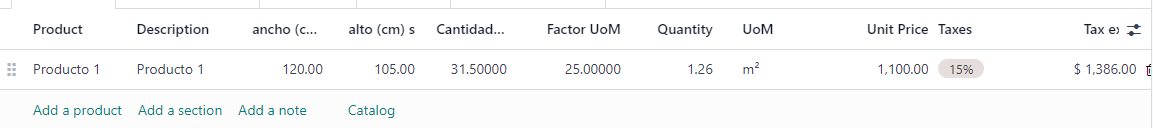 Product Description ancho (c... alto (cm) s Cantidad... Factor UoM Quantity UoM Unit Price Taxes Tax ex
Producto 1 Producto 1 120.00 105.00 31.50000 25.00000 1.26 m² 1,100.00 15% $ 1,386.00
Add a product Add a section Add a note Catalog